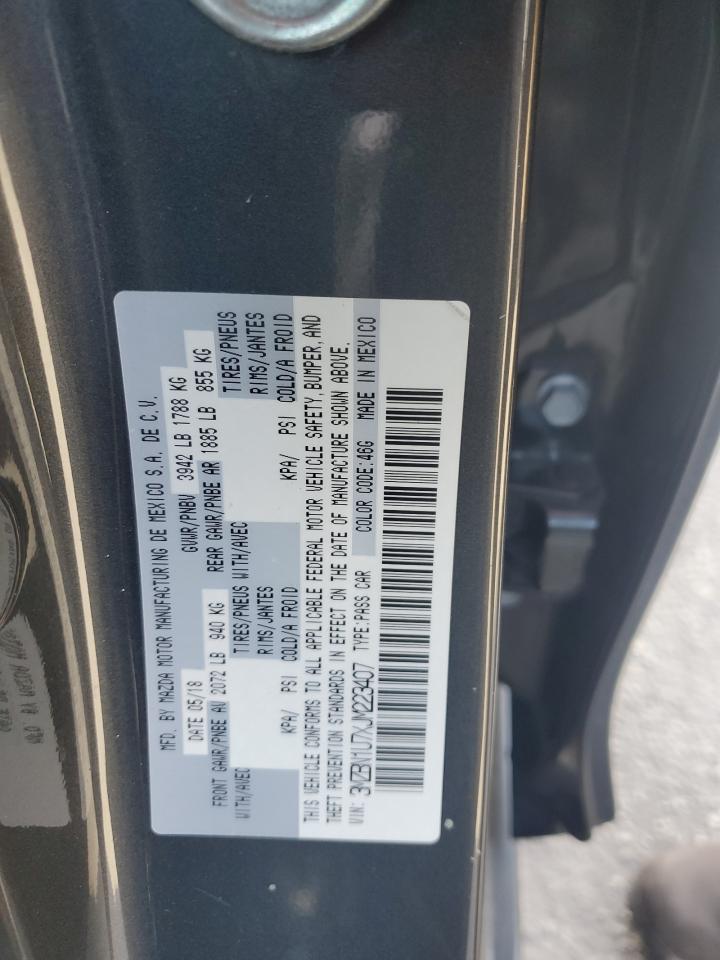 MFD. BY MAZDA MOTOR MANUFACTURING DE MEXICO S.A. DE C.V.
DATE 05/18 GVWR/PNBV 3942 LB 1788 KG
FRONT GAWR/PNBE AV 2072 LB 940 KG REAR GAWR/PNBE AR 1885 LB 855 KG
WITH/AVEC TIRES/PNEUS WITH/AVEC TIRES/PNEUS
RIMS/JANTES RIMS/JANTES
KPA/ PSI COLD/A FROID KPA/ PSI COLD/A FROID
THIS VEHICLE CONFORMS TO ALL APPLICABLE FEDERAL MOTOR VEHICLE SAFETY, BUMPER, AND
THEFT PREVENTION STANDARDS IN EFFECT ON THE DATE OF MANUFACTURE SHOWN ABOVE.
VIN: 3MZBN1U7XJM223407 TYPE:PASS CAR COLOR CODE:46G MADE IN MEXICO